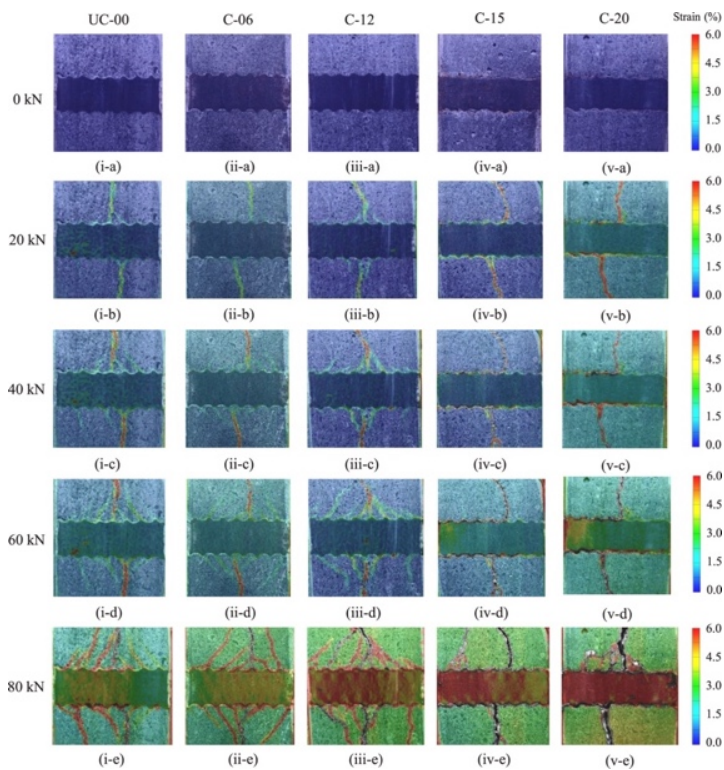 UC-00 C-06 C-12 C-15 C-20 Strain (%)
6.0
4.5
0 kN 3.0
1.5
0.0
(i-a) (ii-a) (iii-a) (iv-a) (v-a)
6.0
4.5
20 kN 3.0
1.5
0.0
(i-b) (ii-b) (iii-b) (iv-b) (v-b)
6.0
4.5
40 kN 3.0
1.5
0.0
(i-c) (ii-c) (iii-c) (iv-c) (v-c)
6.0
4.5
60 kN 3.0
1.5
0.0
(i-d) (ii-d) (iii-d) (iv-d) (v-d)
6.0
4.5
80 kN 3.0
1.5
0.0
(i-e) (ii-e) (iii-e) (iv-e) (v-e)